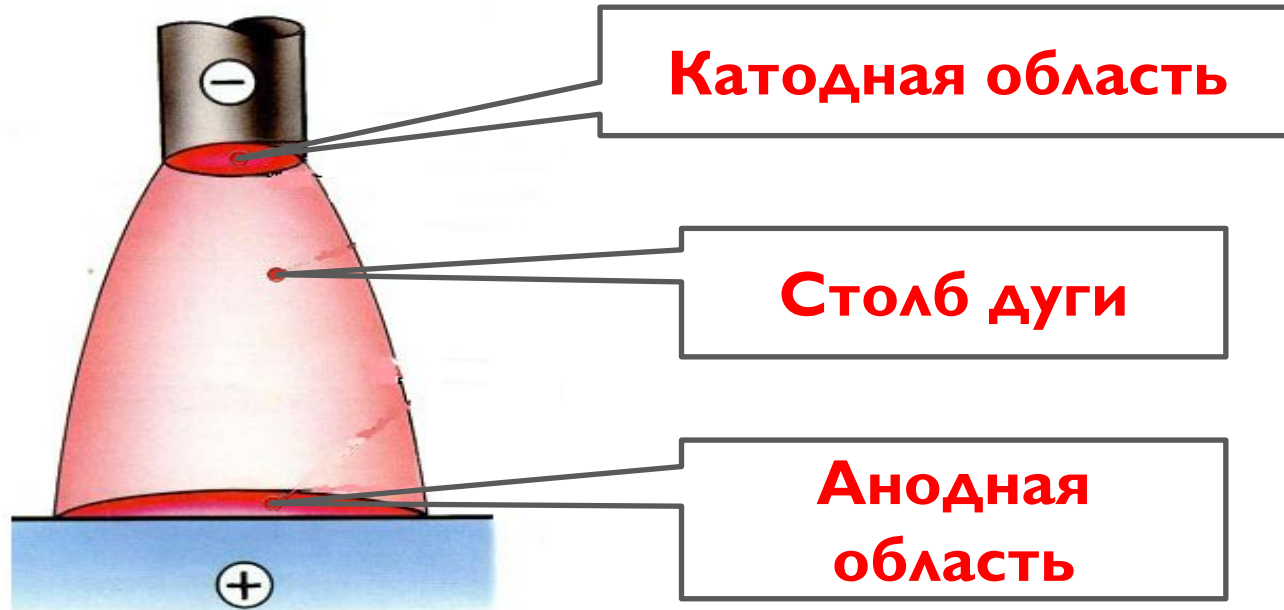 −
Катодная область
Столб дуги
Анодная
область
+